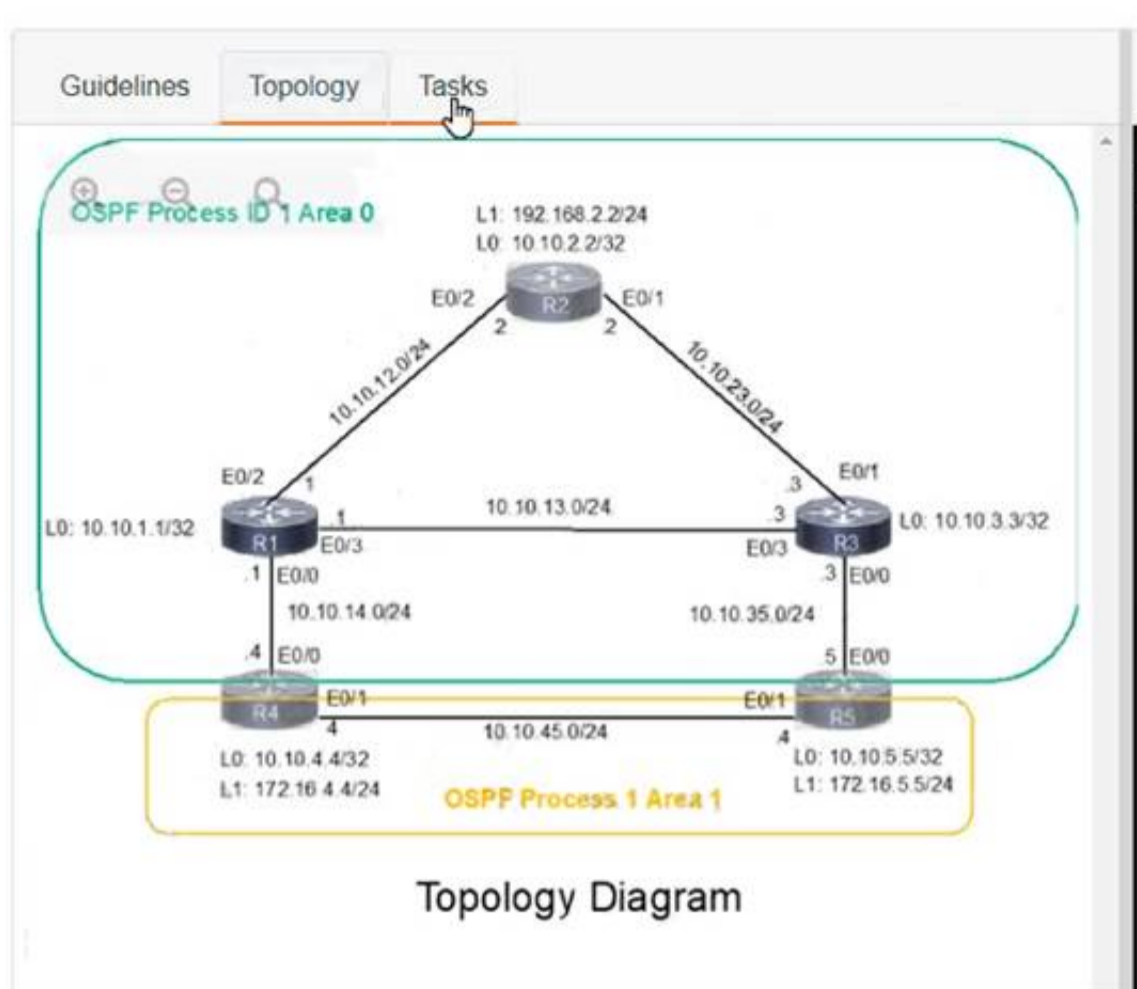 Guidelines Topology Tasks
OSPF Process ID 1 Area 0
L1: 192.168.2.2/24
L0: 10.10.2.2/32
E0/2 R2 E0/1
2 2
10.10.12.0/24
10.10.23.0/24
E0/2 1
.3 E0/1
10.10.13.0/24
L0: 10.10.1.1/32 R1 .1 E0/3
.3 E0/3 R3 L0: 10.10.3.3/32
.1 E0/0
.3 E0/0
10.10.14.0/24
10.10.35.0/24
.4 E0/0
.5 E0/0
R4 E0/1
E0/1 R5
4 10.10.45.0/24 .4
L0: 10.10.4.4/32
L1: 172.16.4.4/24
L0: 10.10.5.5/32
L1: 172.16.5.5/24
OSPF Process 1 Area 1
Topology Diagram